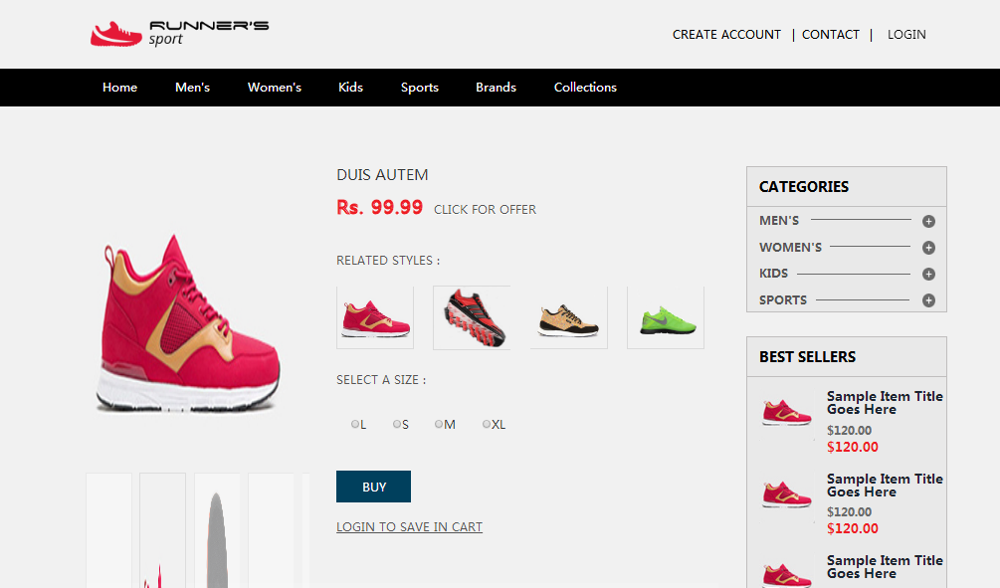 RUNNER'S
sport
CREATE ACCOUNT | CONTACT | LOGIN
Home Men's Women's Kids Sports Brands Collections
DUIS AUTEM
Rs. 99.99 CLICK FOR OFFER
RELATED STYLES :
SELECT A SIZE :
L S M XL
BUY
LOGIN TO SAVE IN CART
CATEGORIES
MEN'S
WOMEN'S
KIDS
SPORTS
BEST SELLERS
Sample Item Title
Goes Here
$120.00
$120.00
Sample Item Title
Goes Here
$120.00
$120.00
Sample Item Title
Goes Here